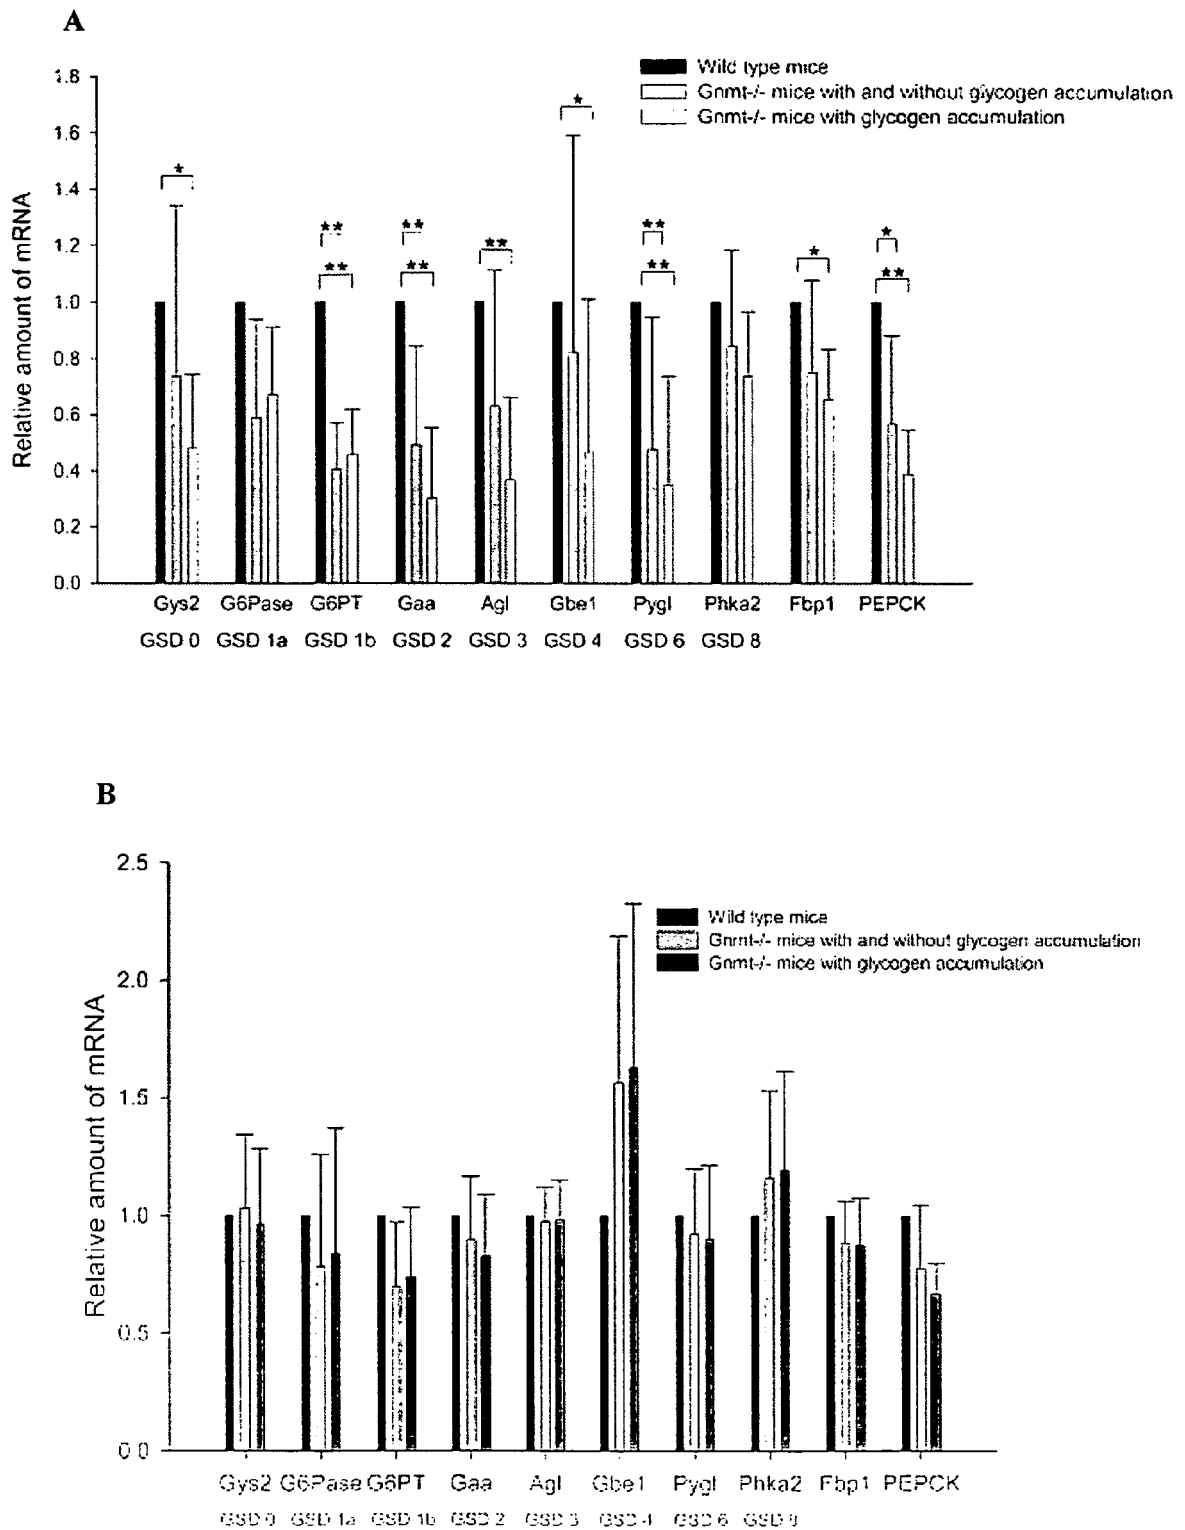 A
1.8
1.6
1.4
1.2
1.0
0.8
0.6
0.4
0.2
0.0
Relative amount of mRNA
Wild type mice
Gnmt-/- mice with and without glycogen accumulation
Gnmt-/- mice with glycogen accumulation
* ** ** ** ** ** * ** ** * * **
Gys2 G6Pase G6PT Gaa Agl Gbe1 Pygl Phka2 Fbp1 PEPCK
GSD 0 GSD 1a GSD 1b GSD 2 GSD 3 GSD 4 GSD 6 GSD 8
B
2.5
2.0
1.5
1.0
0.5
0.0
Relative amount of mRNA
Wild type mice
Gnmt-/- mice with and without glycogen accumulation
Gnmt-/- mice with glycogen accumulation
Gys2 G6Pase G6PT Gaa Agl Gbe1 Pygl Phka2 Fbp1 PEPCK
GSD 0 GSD 1a GSD 1b GSD 2 GSD 3 GSD 4 GSD 6 GSD 8